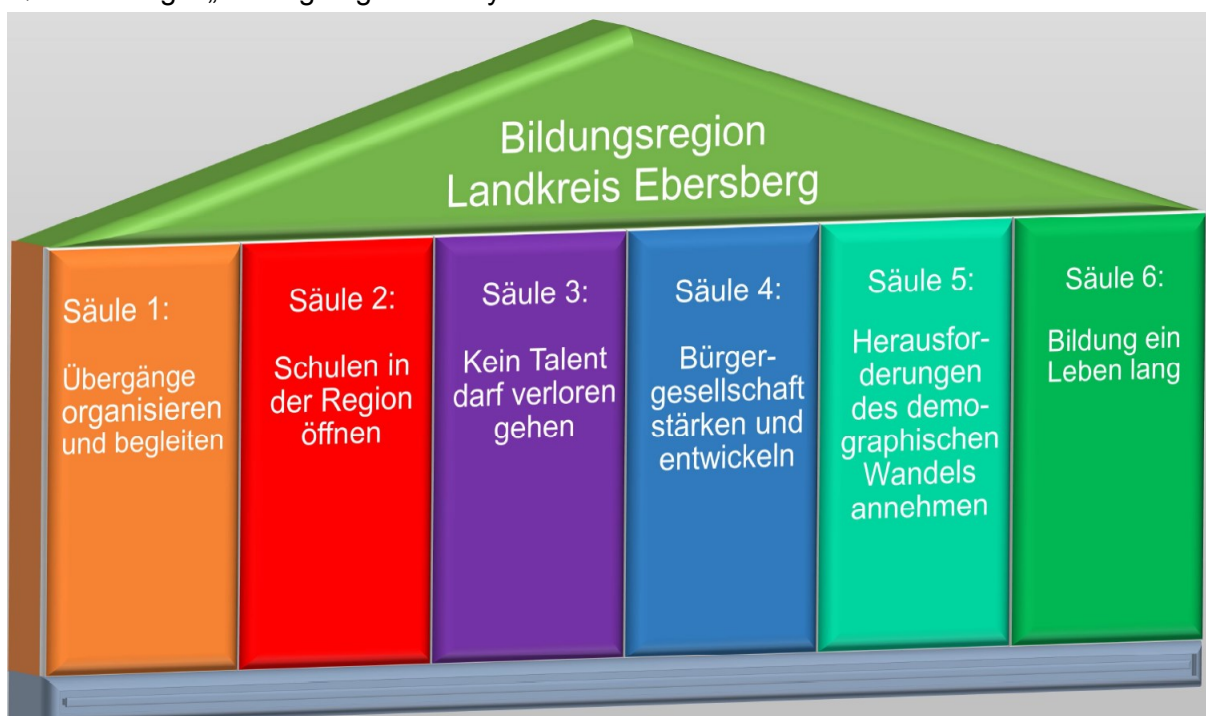 Bildungsregion
Landkreis Ebersberg
Säule 1:
Übergänge
organisieren
und begleiten
Säule 2:
Schulen in
der Region
öffnen
Säule 3:
Kein Talent
darf verloren
gehen
Säule 4:
Bürger-
gesellschaft
stärken und
entwickeln
Säule 5:
Herausfor-
derungen
des demo-
graphischen
Wandels
annehmen
Säule 6:
Bildung ein
Leben lang